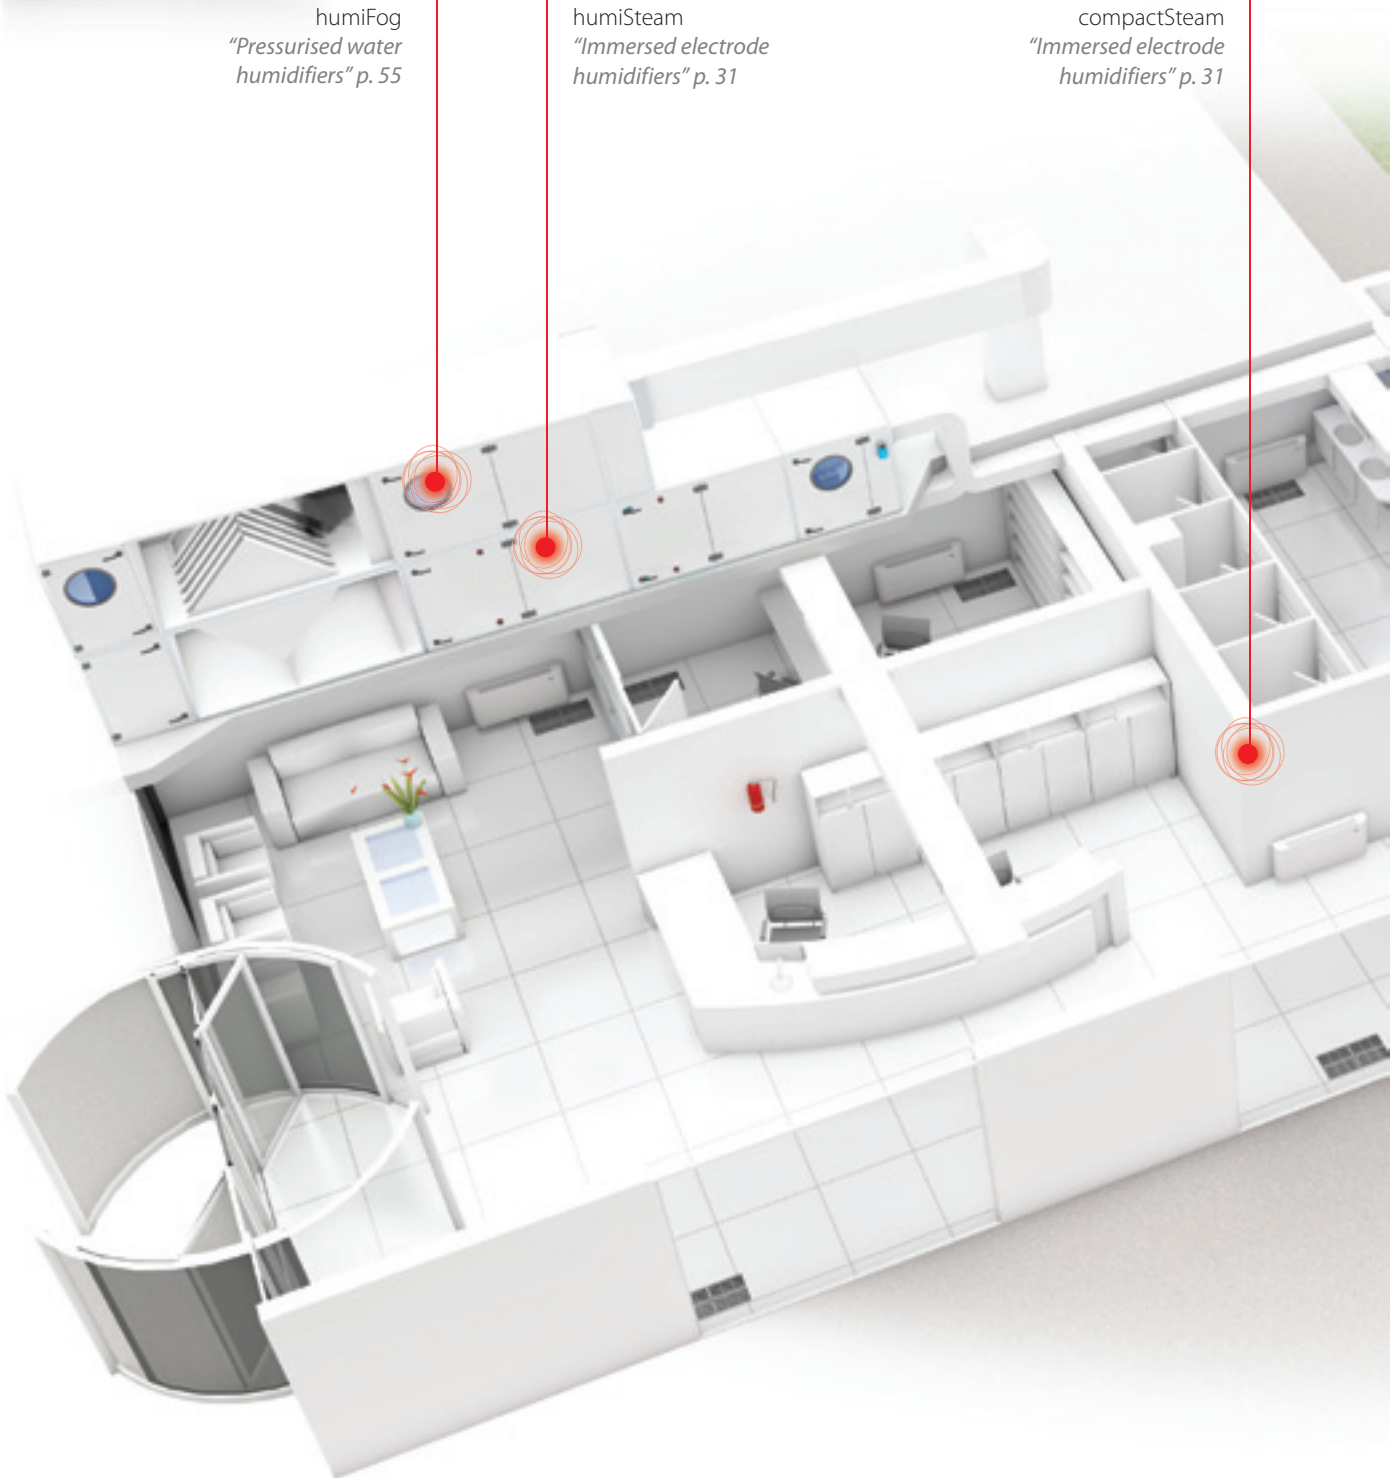 humiFog
“Pressurised water
humidifiers” p. 55
humiSteam
“Immersed electrode
humidifiers” p. 31
compactSteam
“Immersed electrode
humidifiers” p. 31